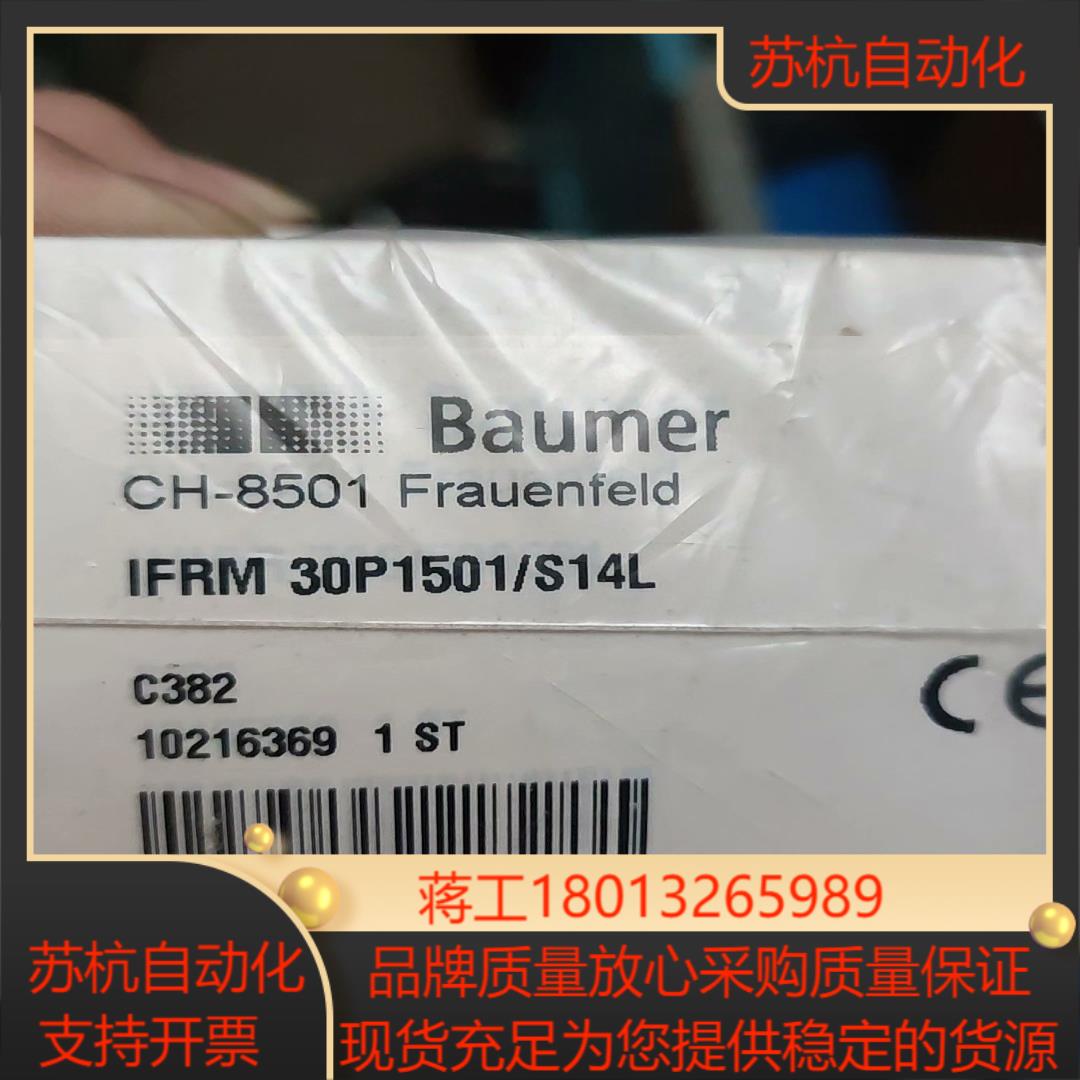 苏杭自动化
Baumer
CH-8501 Frauenfeld
IFRM 30P1501/S14L
C382
10216369 1 ST
CE
蒋工18013265989
苏杭自动化
支持开票
品牌质量放心采购质量保证
现货充足为您提供稳定的货源